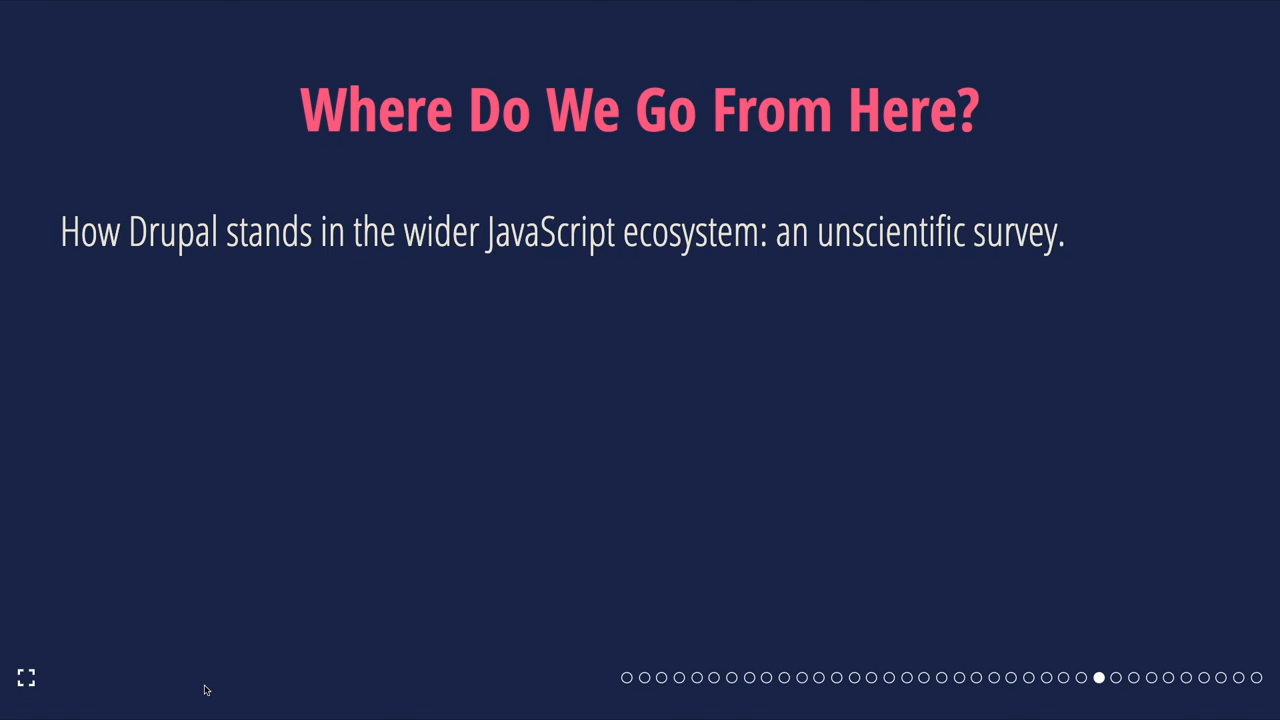 Where Do We Go From Here?
How Drupal stands in the wider JavaScript ecosystem: an unscientific survey.